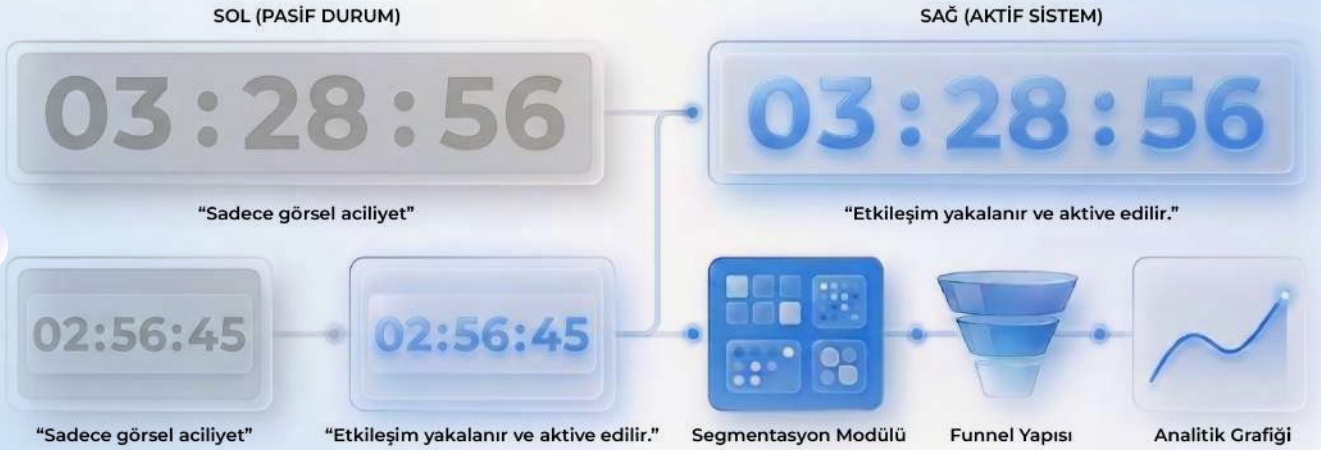 SOL (PASİF DURUM)
SAĞ (AKTİF SİSTEM)
03:28:56
03:28:56
“Sadece görsel aciliyet”
“Etkileşim yakalanır ve aktive edilir.”
02:56:45
02:56:45
“Sadece görsel aciliyet”
“Etkileşim yakalanır ve aktive edilir.”
Segmentasyon Modülü
Funnel Yapısı
Analitik Grafiği